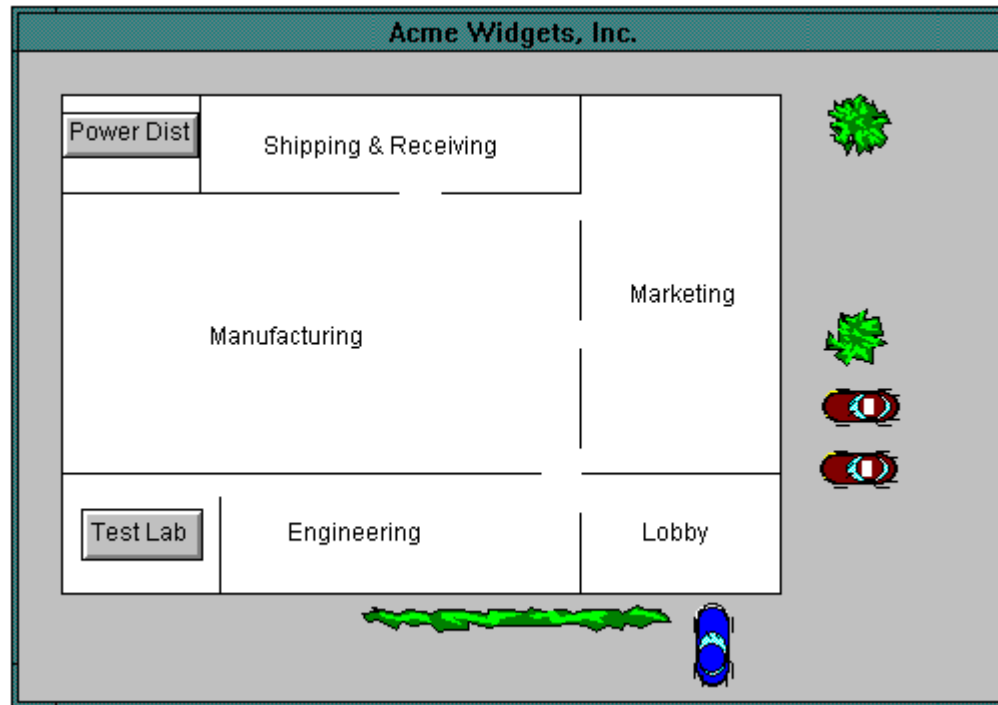 Acme Widgets, Inc.
Power Dist
Shipping & Receiving
Marketing
Manufacturing
Test Lab
Engineering
Lobby